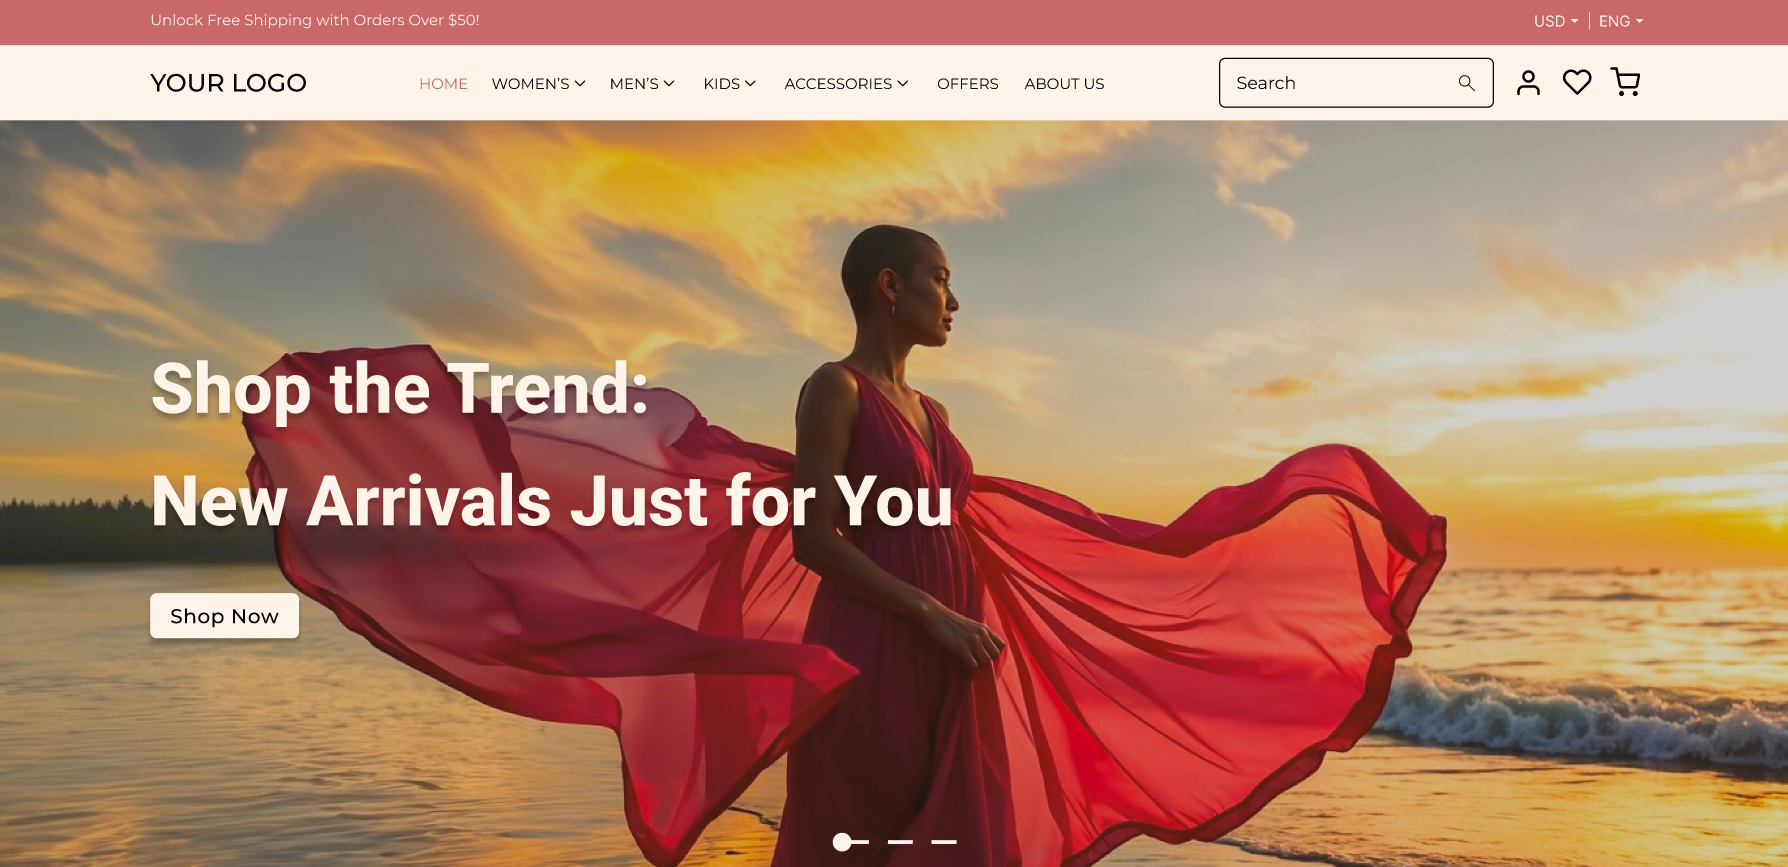 Unlock Free Shipping with Orders Over $50!
USD
ENG
YOUR LOGO
HOME
WOMEN'S
MEN'S
KIDS
ACCESSORIES
OFFERS
ABOUT US
Search
Shop the Trend:
New Arrivals Just for You
Shop Now